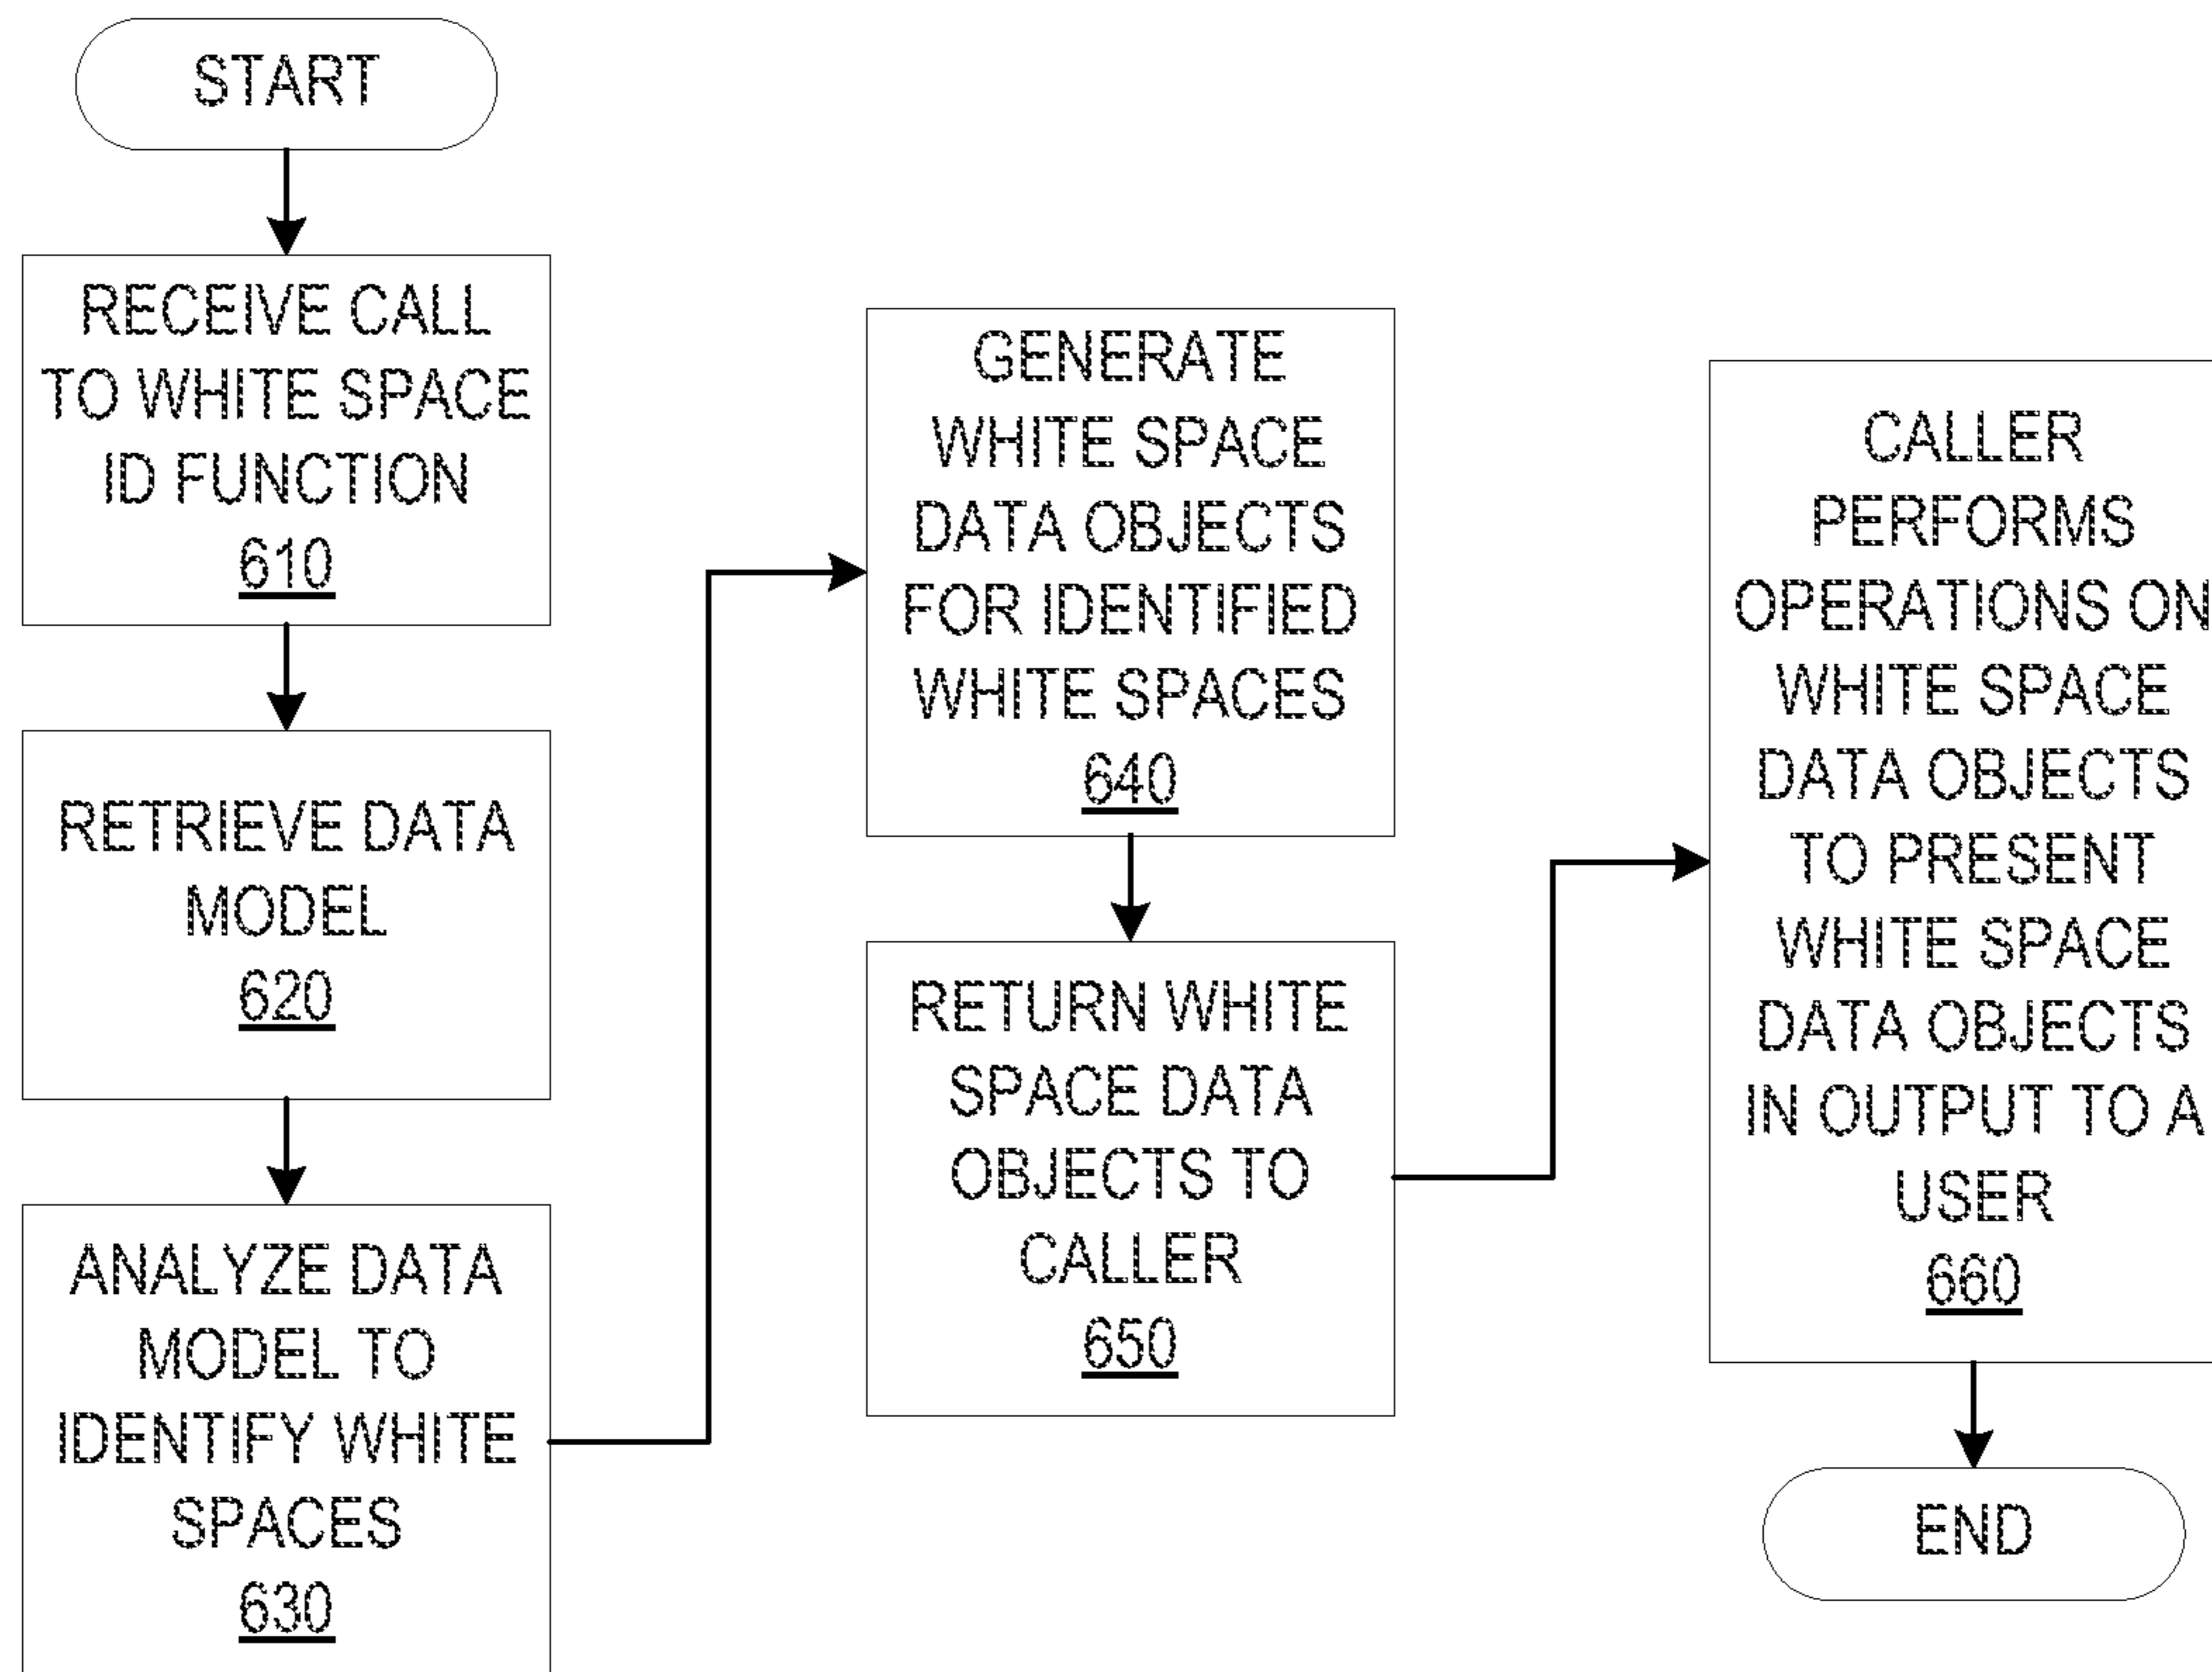 START
RECEIVE CALL
TO WHITE SPACE
ID FUNCTION
610
RETRIEVE DATA
MODEL
620
ANALYZE DATA
MODEL TO
IDENTIFY WHITE
SPACES
630
GENERATE
WHITE SPACE
DATA OBJECTS
FOR IDENTIFIED
WHITE SPACES
640
RETURN WHITE
SPACE DATA
OBJECTS TO
CALLER
650
CALLER
PERFORMS
OPERATIONS ON
WHITE SPACE
DATA OBJECTS
TO PRESENT
WHITE SPACE
DATA OBJECTS
IN OUTPUT TO A
USER
660
END